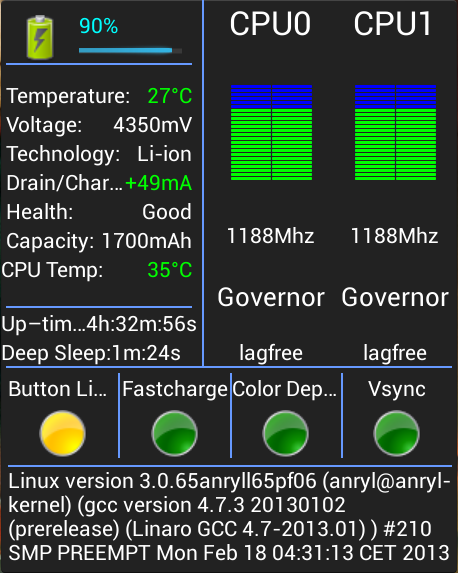 90%
CPU0 CPU1
Temperature: 27°C
Voltage: 4350mV
Technology: Li-ion
Drain/Char...+49mA
Health: Good
Capacity: 1700mAh
CPU Temp: 35°C
1188Mhz 1188Mhz
Governor Governor
Up–tim...4h:32m:56s
Deep Sleep:1m:24s
lagfree lagfree
Button Li... Fastcharge Color Dep... Vsync
Linux version 3.0.65anryll65pf06 (anryl@anryl-
kernel) (gcc version 4.7.3 20130102
(prerelease) (Linaro GCC 4.7-2013.01) ) #210
SMP PREEMPT Mon Feb 18 04:31:13 CET 2013